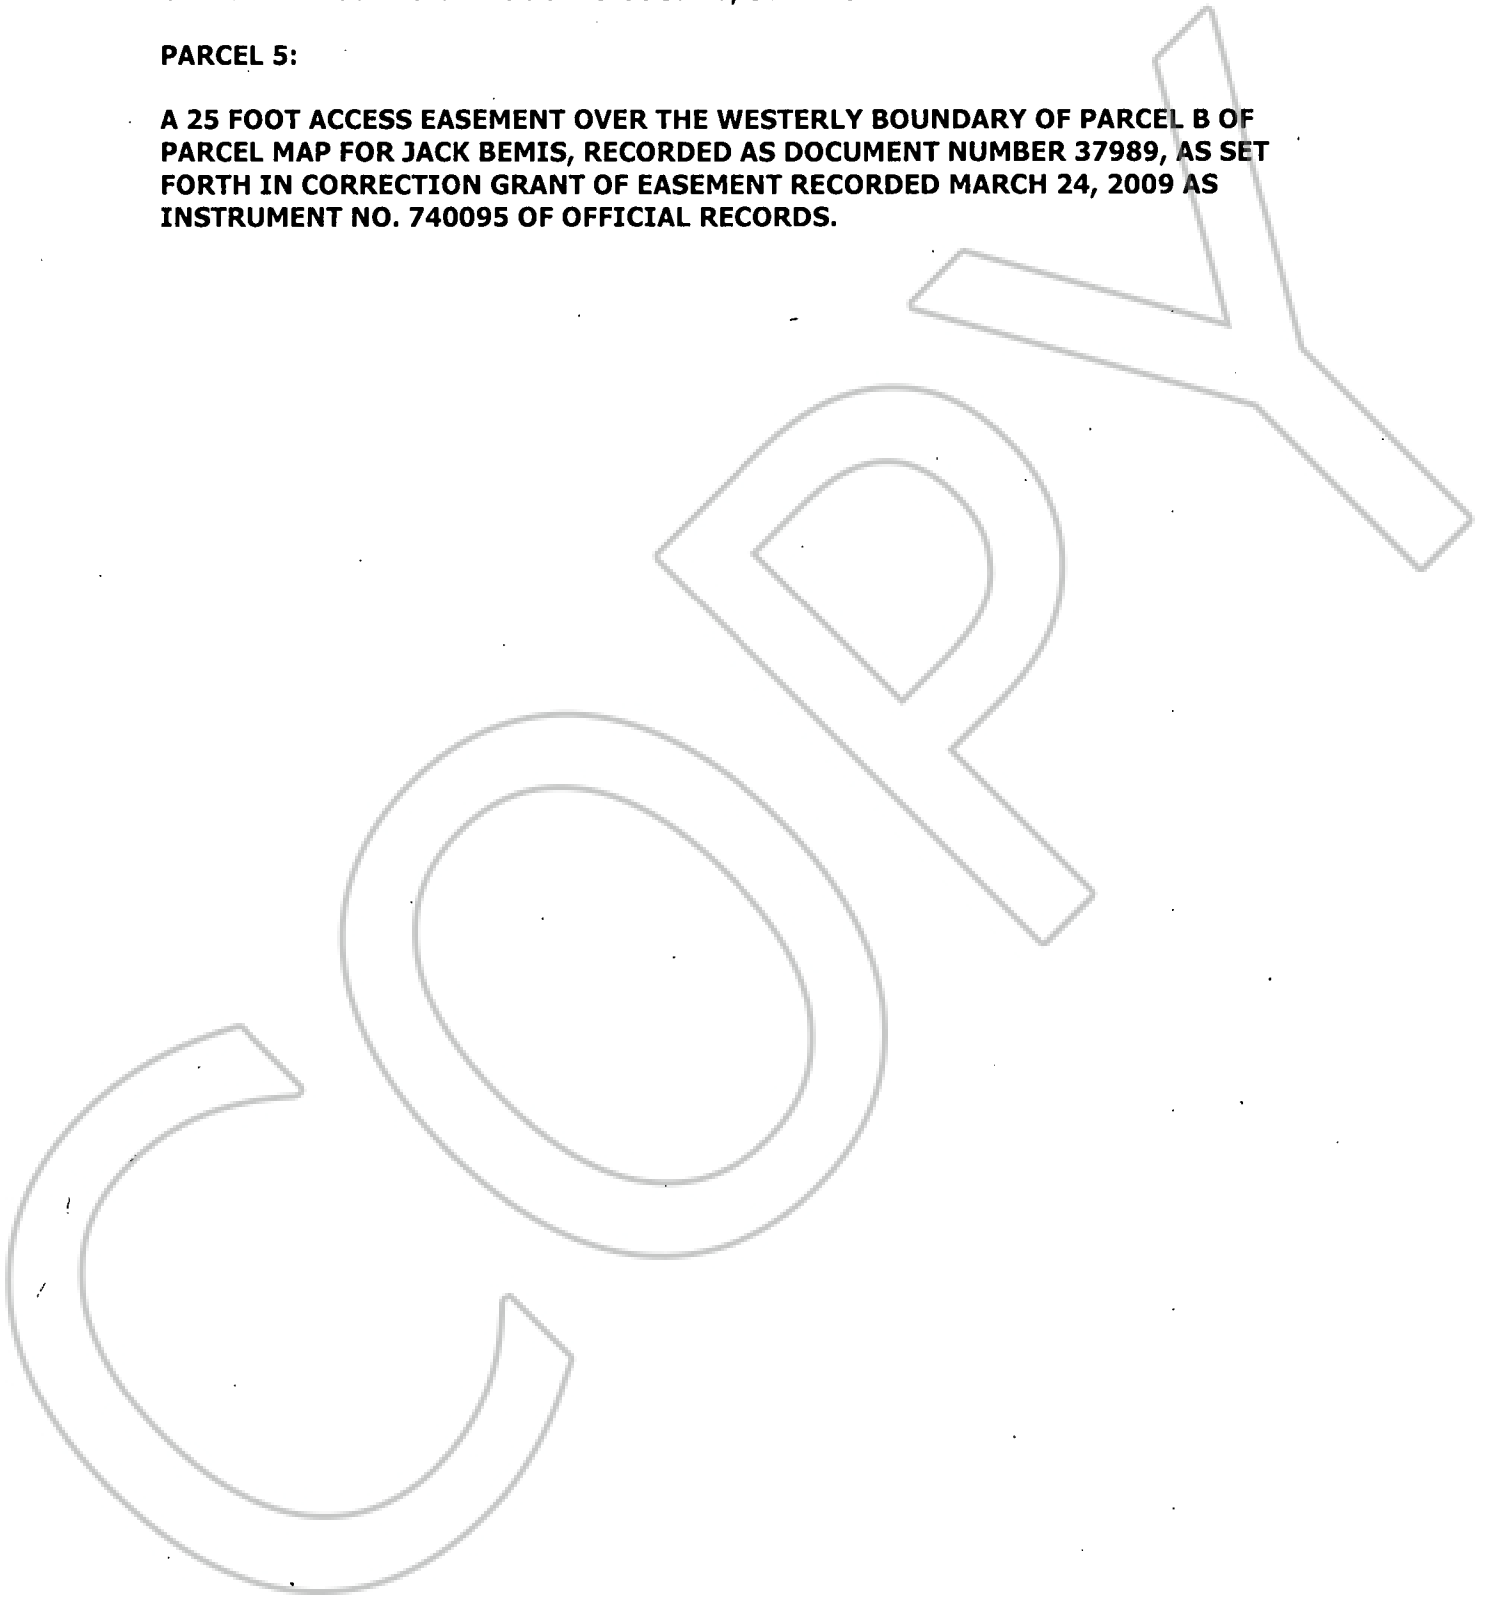 PARCEL 5:
A 25 FOOT ACCESS EASEMENT OVER THE WESTERLY BOUNDARY OF PARCEL B OF
PARCEL MAP FOR JACK BEMIS, RECORDED AS DOCUMENT NUMBER 37989, AS SET
FORTH IN CORRECTION GRANT OF EASEMENT RECORDED MARCH 24, 2009 AS
INSTRUMENT NO. 740095 OF OFFICIAL RECORDS.
COPY